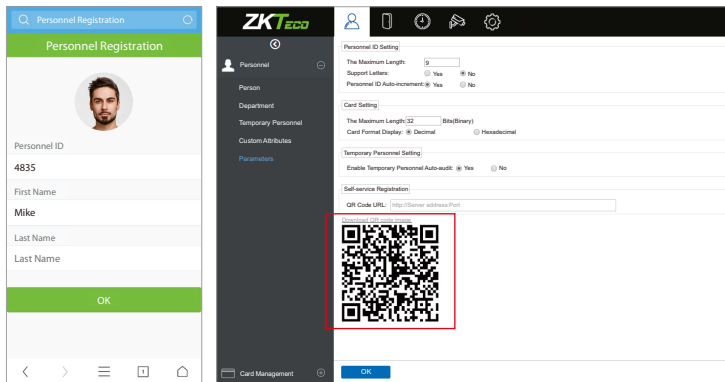 Personnel Registration
Personnel Registration
Personnel ID
4835
First Name
Mike
Last Name
Last Name
OK
1
ZKTECO
Personnel
Person
Department
Temporary Personnel
Custom Attributes
Parameters
Card Management
Personnel ID Setting
The Maximum Length: 9
Support Letters: Yes No
Personnel ID Auto-increment: Yes No
Card Setting
The Maximum Length: 32 Bits(Binary)
Card Format Display: Decimal Hexadecimal
Temporary Personnel Setting
Enable Temporary Personnel Auto-audit: Yes No
Self-service Registration
QR Code URL: http://Server address:Port
Download QR code image
OK